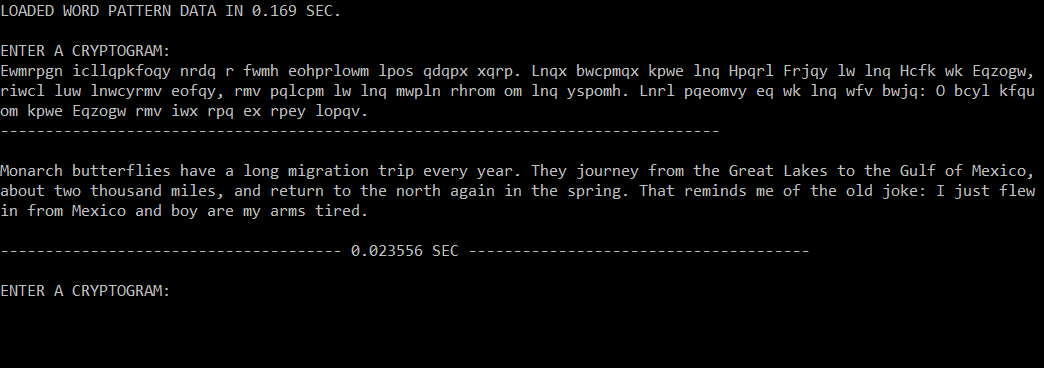 LOADED WORD PATTERN DATA IN 0.169 SEC.
ENTER A CRYPTOGRAM:
Ewmrpgn icllqpkfoqy nrdq r fwmh eohprlowm lpos qdqpx xqrp. Lnqx bwcpmqx kpwe lnq Hpqrl Frjqy lw lnq Hcfk wk Eqzogw,
riwcl luw lnwcyrmv eofqy, rmv pqlcpm lw lnq mwpln rhrom om lnq yspomh. Lnrl pqeomvy eq wk lnq wfv bwjq: O bcyl kfqu
om kpwe Eqzogw rmv iwx rpq ex rpey lopqv.
--------------------------------------------------------------------------------
Monarch butterflies have a long migration trip every year. They journey from the Great Lakes to the Gulf of Mexico,
about two thousand miles, and return to the north again in the spring. That reminds me of the old joke: I just flew
in from Mexico and boy are my arms tired.
-------------------------------------- 0.023556 SEC --------------------------------------
ENTER A CRYPTOGRAM: